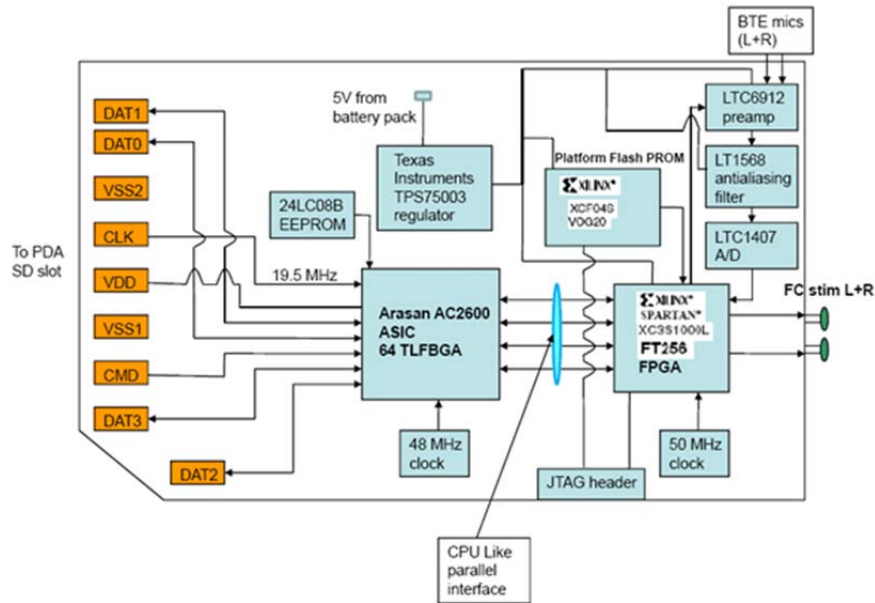 BTE mics
(L+R)
DAT1
DAT0
VSS2
CLK
VDD
VSS1
CMD
DAT3
DAT2
To PDA
SD slot
5V from
battery pack
Texas
Instruments
TPS75003
regulator
24LC08B
EEPROM
19.5 MHz
Arasan AC2600
ASIC
64 TLFBGA
48 MHz
clock
Platform Flash PROM
XILINX*
XCF04S
VOG20
LTC6912
preamp
LT1568
antialiasing
filter
LTC1407
A/D
FC stim L+R
XILINX*
SPARTAN*
XC3S1000L
FT256
FPGA
50 MHz
clock
JTAG header
CPU Like
parallel
interface